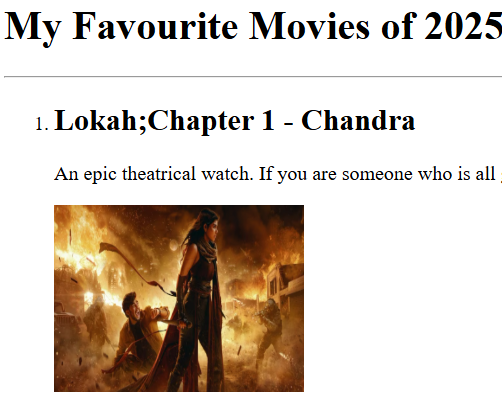 My Favourite Movies of 2025
1. Lokah;Chapter 1 - Chandra
An epic theatrical watch. If you are someone who is all